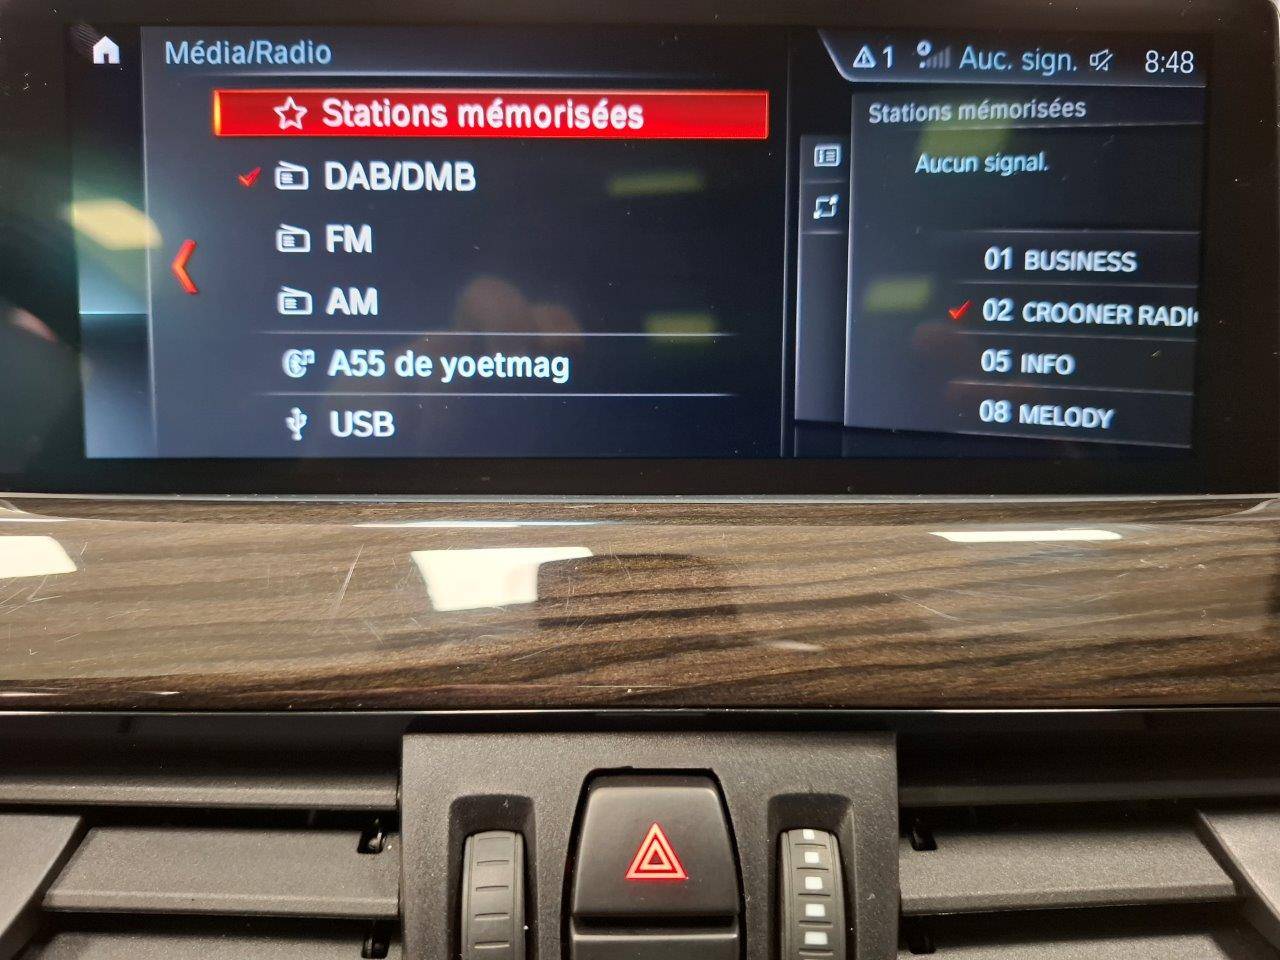 Média/Radio
1 Auc. sign. 8:48
Stations mémorisées
DAB/DMB
FM
AM
A55 de yoetmag
USB
Stations mémorisées
Aucun signal.
01 BUSINESS
02 CROONER RADI
05 INFO
08 MELODY